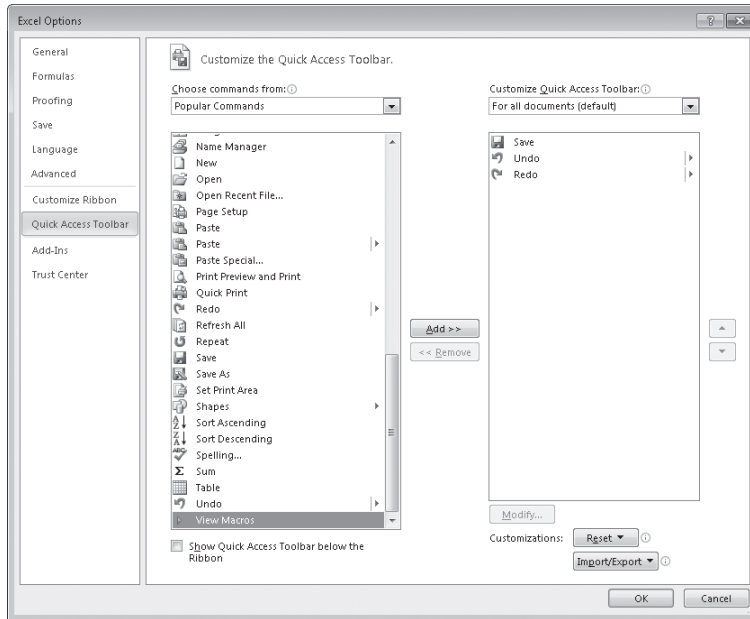 Excel Options
General
Formulas
Proofing
Save
Language
Advanced
Customize Ribbon
Quick Access Toolbar
Add-Ins
Trust Center
Customize the Quick Access Toolbar.
Choose commands from:
Popular Commands
Name Manager
New
Open
Open Recent File...
Page Setup
Paste
Paste
Paste Special...
Print Preview and Print
Quick Print
Redo
Refresh All
Repeat
Save
Save As
Set Print Area
Shapes
Sort Ascending
Sort Descending
Spelling...
Sum
Table
Undo
View Macros
Show Quick Access Toolbar below the
Ribbon
Add >>
<< Remove
Customize Quick Access Toolbar:
For all documents (default)
Save
Undo
Redo
Modify...
Customizations: Reset
Import/Export
OK Cancel